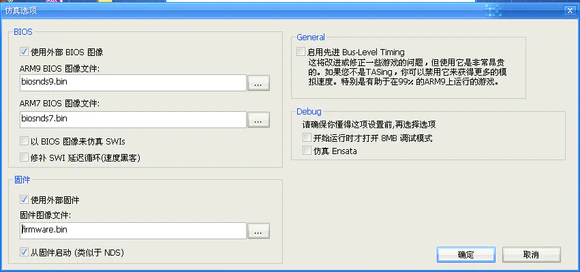 仿真选项
BIOS
使用外部 BIOS 图像
ARM9 BIOS 图像文件:
biosnds9.bin
...
ARM7 BIOS 图像文件:
biosnds7.bin
...
以 BIOS 图像来仿真 SWIs
修补 SWI 延迟循环(速度黑客)
固件
使用外部固件
固件图像文件:
firmware.bin
...
从固件启动 (类似于 NDS)
General
启用先进 Bus-Level Timing
这将改进或修正一些游戏的问题，但使用它是非常昂贵
的。如果您不是TASing，你可以禁用它来获得更多的模
拟速度。特别是有助于在99% 的ARM9上运行的游戏。
Debug
请确保你懂得这项设置前,再选择选项
开始运行时才打开 8MB 调试模式
仿真 Ensata
确定
取消